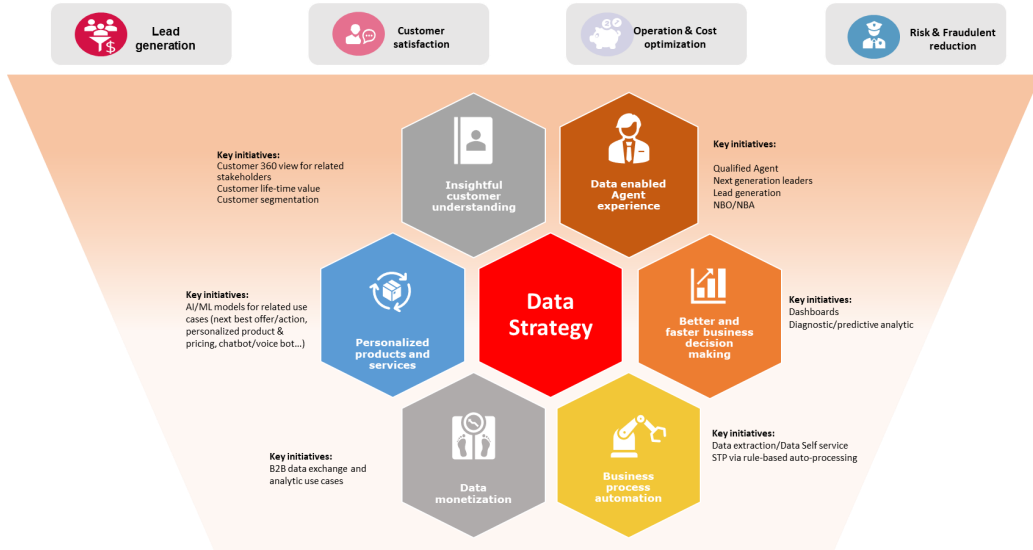 Lead
generation
Customer
satisfaction
Operation & Cost
optimization
Risk & Fraudulent
reduction
Key initiatives:
Customer 360 view for related
stakeholders
Customer life-time value
Customer segmentation
Insightful
customer
understanding
Data enabled
Agent
experience
Key initiatives:
Qualified Agent
Next generation leaders
Lead generation
NBO/NBA
Key initiatives:
AI/ML models for related use
cases (next best offer/action,
personalized product &
pricing, chatbot/voice bot...)
Personalized
products and
services
Data
Strategy
Better and
faster business
decision
making
Key initiatives:
Dashboards
Diagnostic/predictive analytic
Key initiatives:
B2B data exchange and
analytic use cases
Data
monetization
Business
process
automation
Key initiatives:
Data extraction/Data Self service
STP via rule-based auto-processing